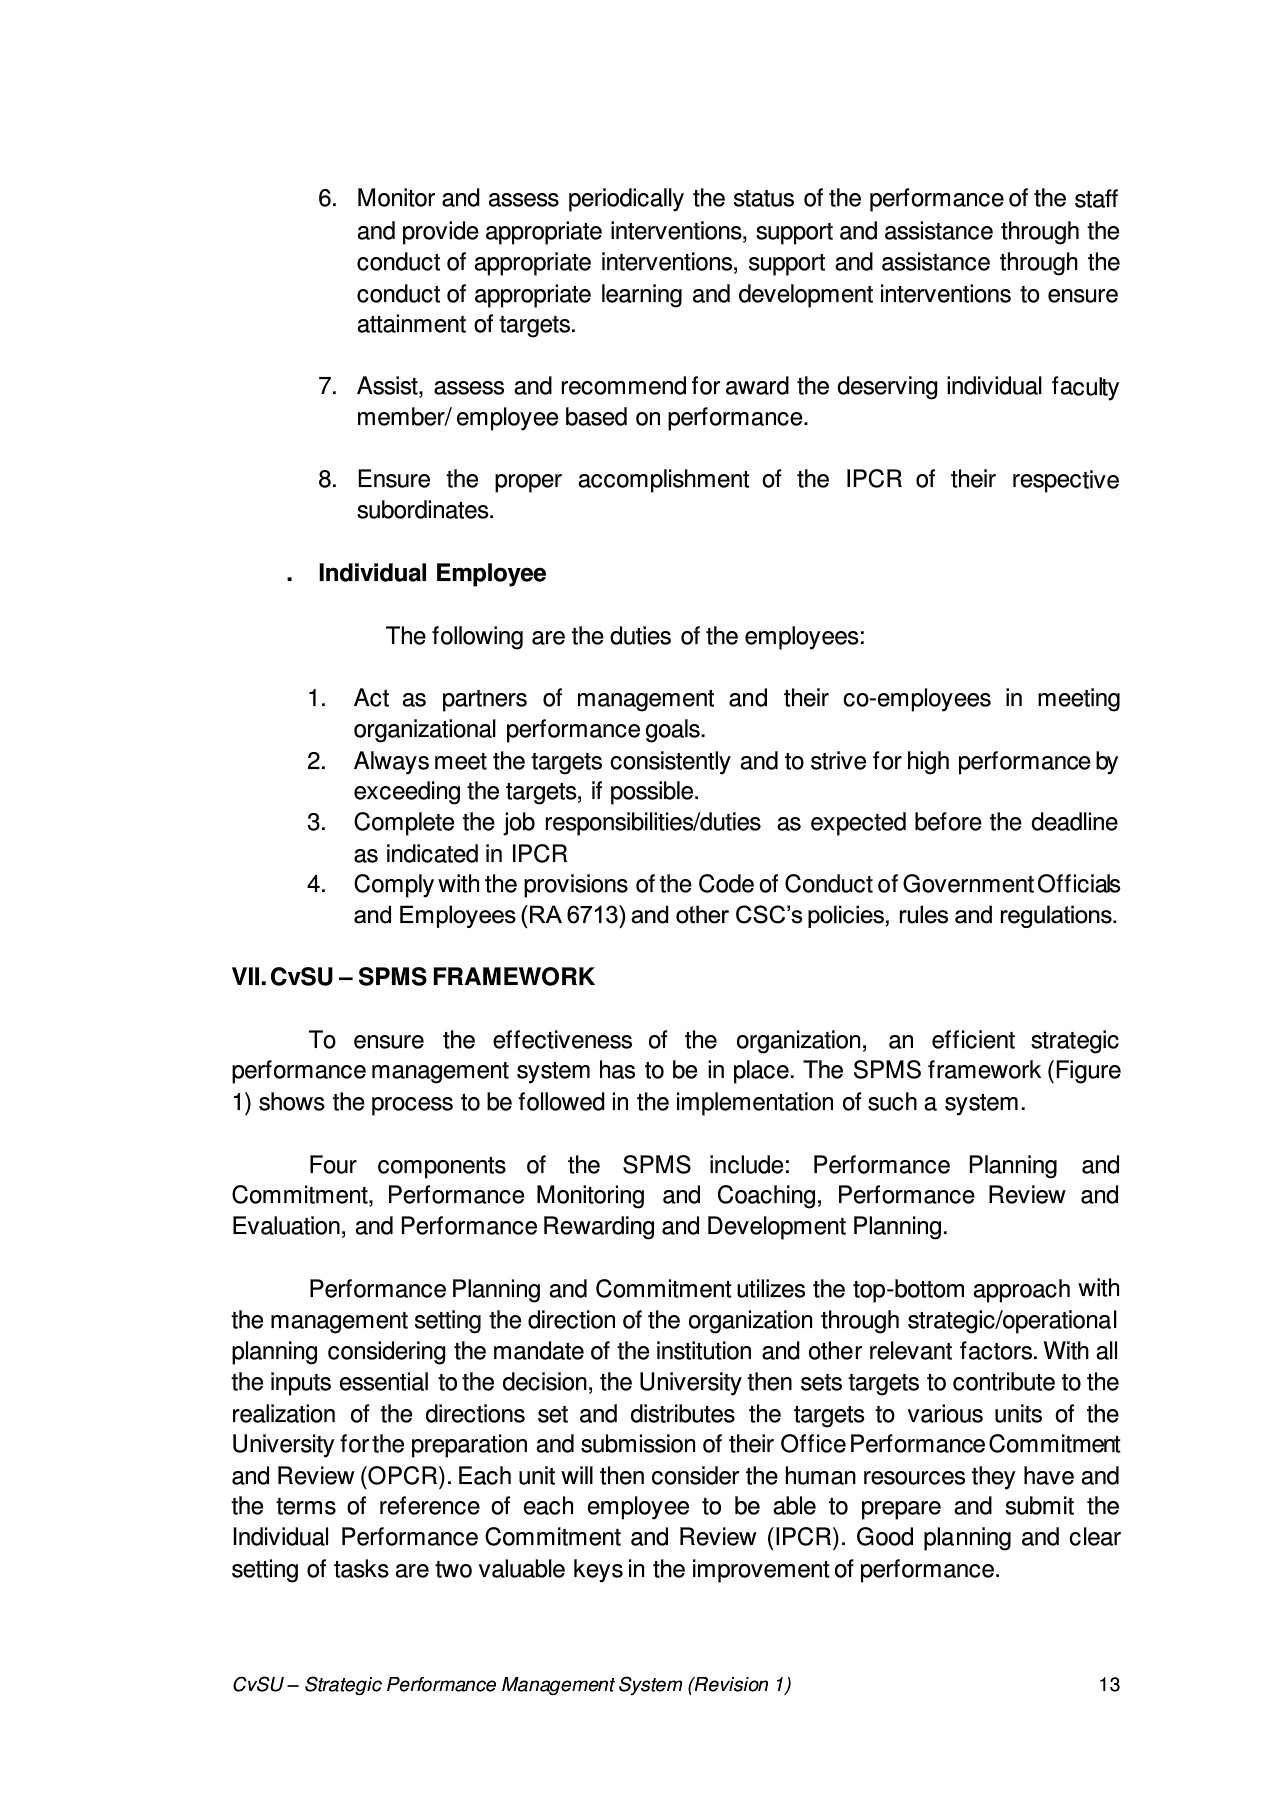 6. Monitor and assess periodically the status of the performance of the staff
and provide appropriate interventions, support and assistance through the
conduct of appropriate interventions, support and assistance through the
conduct of appropriate learning and development interventions to ensure
attainment of targets.
7. Assist, assess and recommend for award the deserving individual faculty
member/ employee based on performance.
8. Ensure the proper accomplishment of the IPCR of their respective
subordinates.
. Individual Employee
The following are the duties of the employees:
1. Act as partners of management and their co-employees in meeting
organizational performance goals.
2. Always meet the targets consistently and to strive for high performance by
exceeding the targets, if possible.
3. Complete the job responsibilities/duties as expected before the deadline
as indicated in IPCR
4. Comply with the provisions of the Code of Conduct of Government Officials
and Employees (RA 6713) and other CSC’s policies, rules and regulations.
VII. CvSU – SPMS FRAMEWORK
To ensure the effectiveness of the organization, an efficient strategic
performance management system has to be in place. The SPMS framework (Figure
1) shows the process to be followed in the implementation of such a system.
Four components of the SPMS include: Performance Planning and
Commitment, Performance Monitoring and Coaching, Performance Review and
Evaluation, and Performance Rewarding and Development Planning.
Performance Planning and Commitment utilizes the top-bottom approach with
the management setting the direction of the organization through strategic/operational
planning considering the mandate of the institution and other relevant factors. With all
the inputs essential to the decision, the University then sets targets to contribute to the
realization of the directions set and distributes the targets to various units of the
University for the preparation and submission of their Office Performance Commitment
and Review (OPCR). Each unit will then consider the human resources they have and
the terms of reference of each employee to be able to prepare and submit the
Individual Performance Commitment and Review (IPCR). Good planning and clear
setting of tasks are two valuable keys in the improvement of performance.
CvSU – Strategic Performance Management System (Revision 1) 13